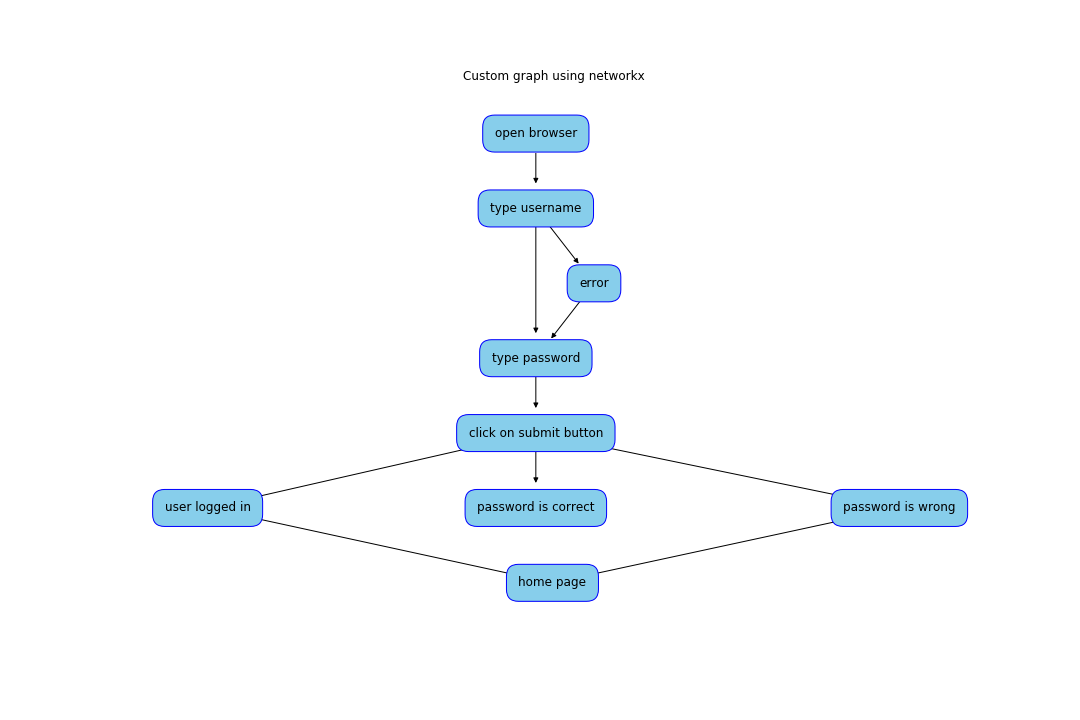 Custom graph using networkx
open browser
type username
error
type password
click on submit button
user logged in
password is correct
password is wrong
home page